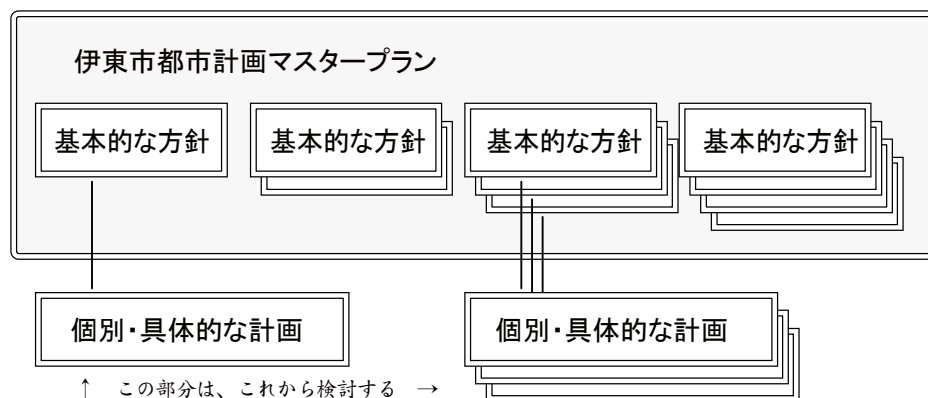 伊東市都市計画マスタープラン
基本的な方針 基本的な方針 基本的な方針 基本的な方針
個別・具体的な計画 個別・具体的な計画
↑ この部分は、これから検討する →